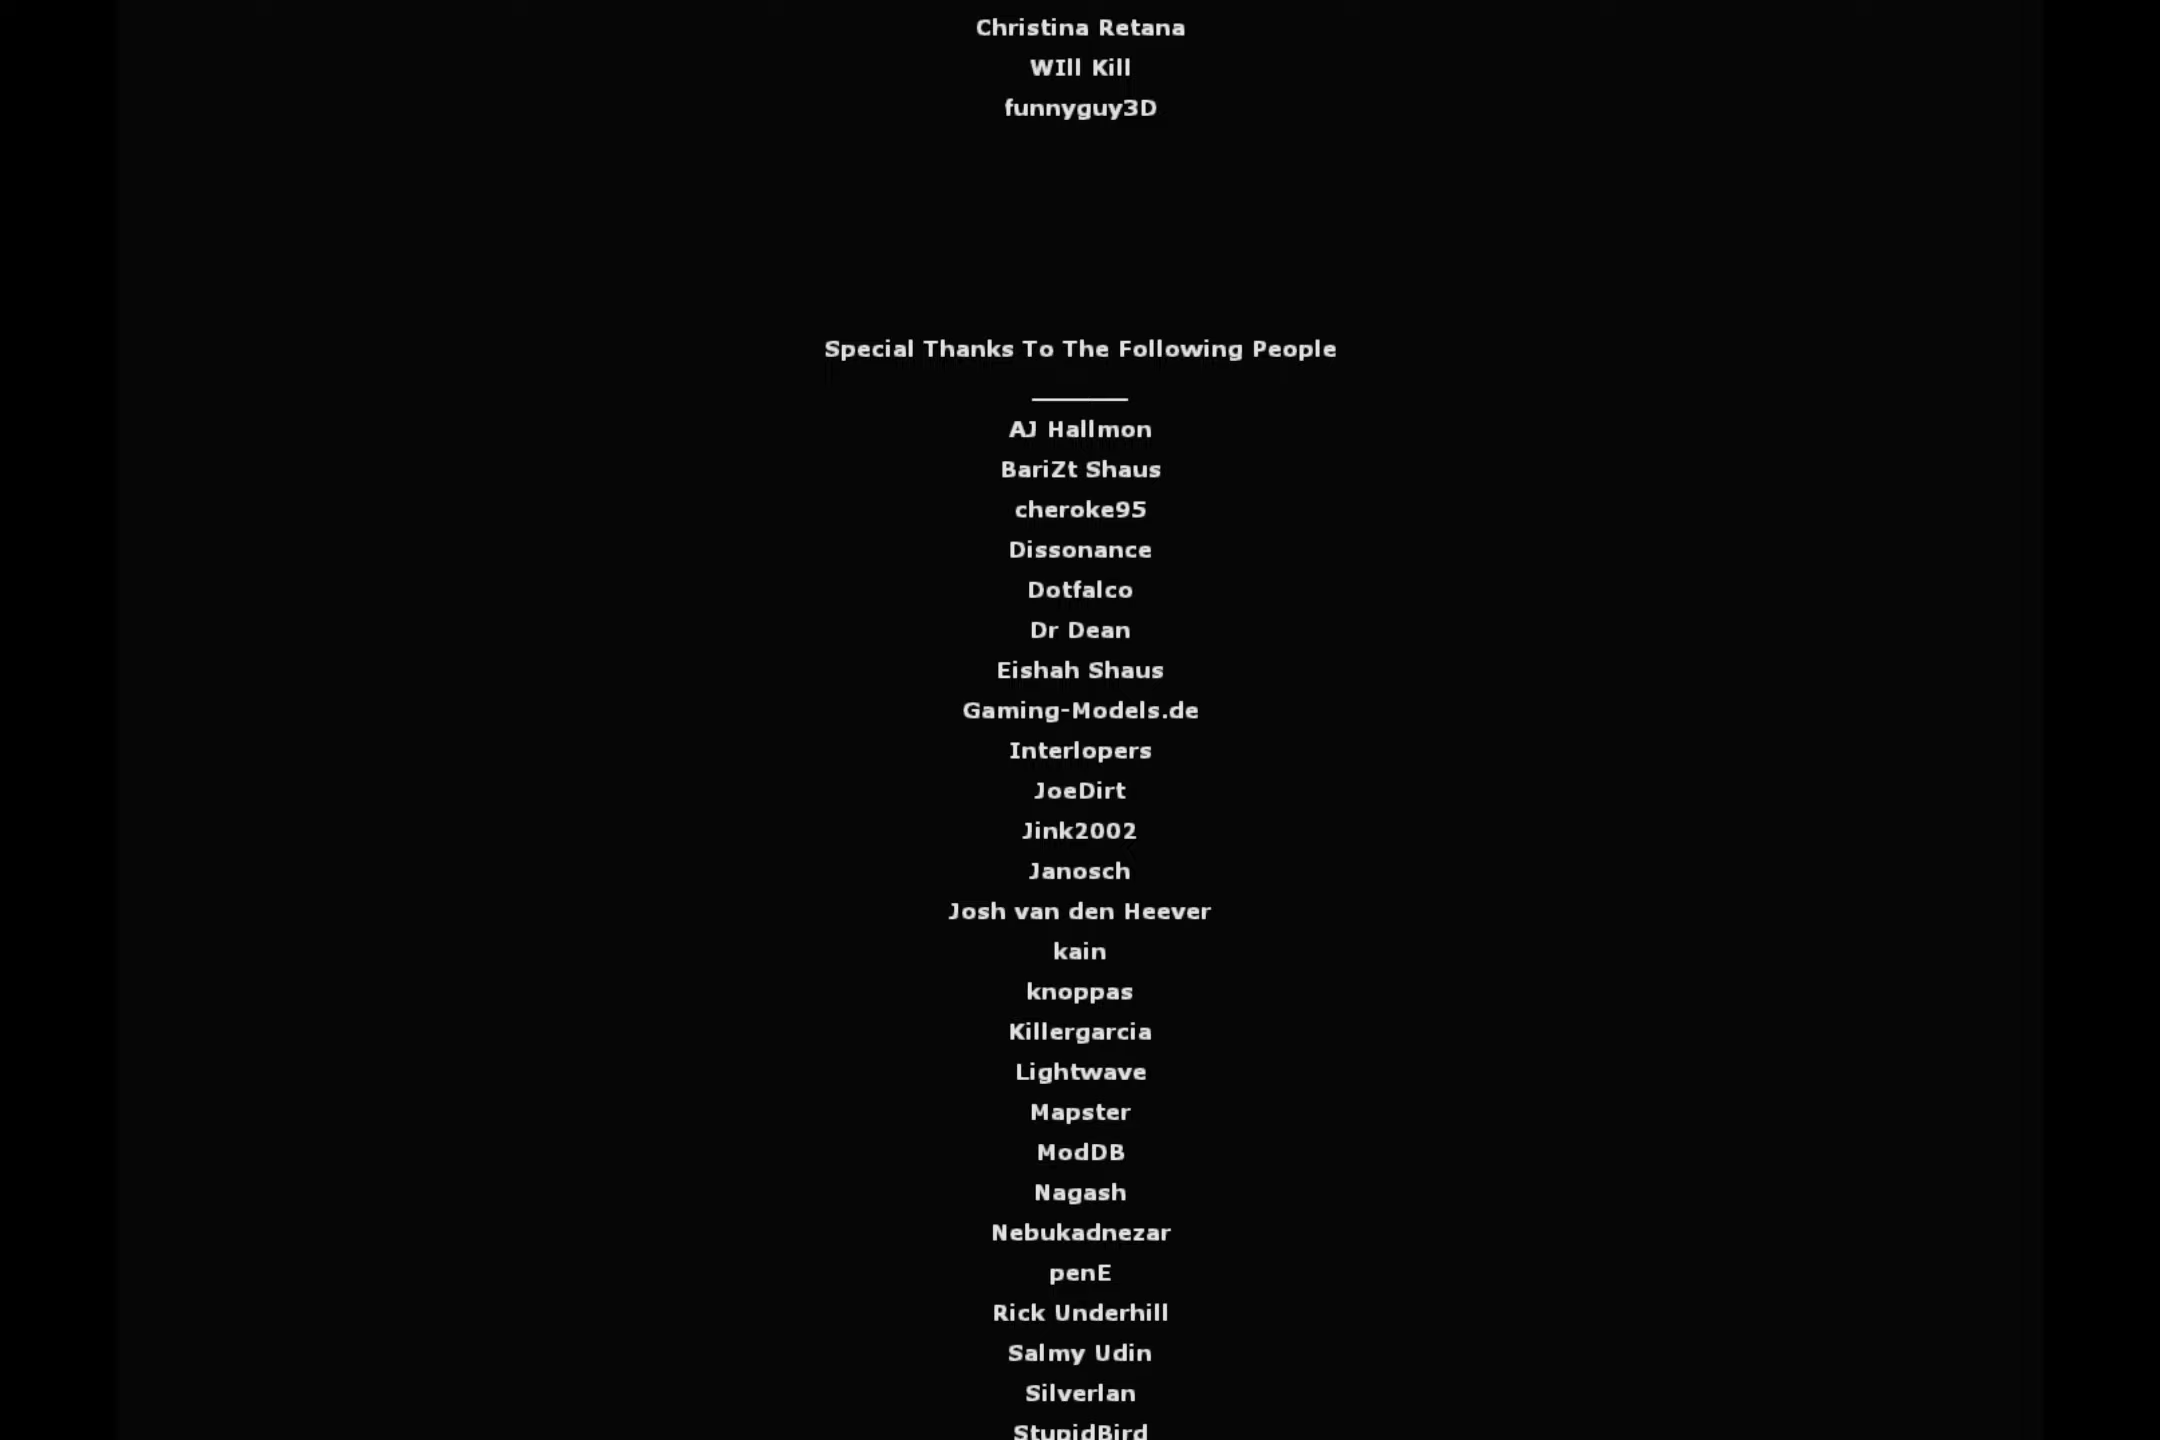 Christina Retana
WIll Kill
funnyguy3D
Special Thanks To The Following People
AJ Hallmon
BariZt Shaus
cheroke95
Dissonance
Dotfalco
Dr Dean
Eishah Shaus
Gaming-Models.de
Interlopers
JoeDirt
Jink2002
Janosch
Josh van den Heever
kain
knoppas
Killergarcia
Lightwave
Mapster
ModDB
Nagash
Nebukadnezar
penE
Rick Underhill
Salmy Udin
Silverlan
StupidBird